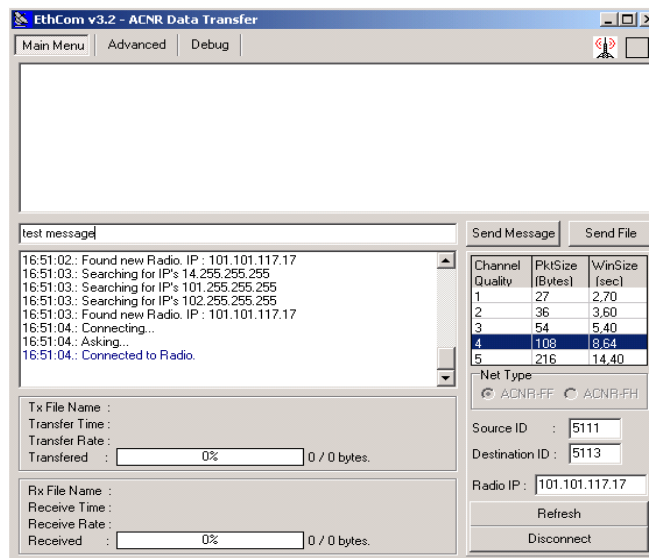 EthCom v3.2 - ACNR Data Transfer
Main Menu Advanced Debug
test message
Send Message Send File
16:51:02.: Found new Radio. IP : 101.101.117.17
16:51:03.: Searching for IP's 14.255.255.255
16:51:03.: Searching for IP's 101.255.255.255
16:51:03.: Searching for IP's 102.255.255.255
16:51:03.: Found new Radio. IP : 101.101.117.17
16:51:04.: Connecting...
16:51:04.: Asking...
16:51:04.: Connected to Radio.
Channel Quality PktSize (Bytes) WinSize (sec)
1 27 2,70
2 36 3,60
3 54 5,40
4 108 8,64
5 216 14,40
Net Type
ACNR-FF ACNR-FH
Source ID : 5111
Destination ID : 5113
Radio IP : 101.101.117.17
Refresh
Disconnect
Tx File Name :
Transfer Time :
Transfer Rate :
Transfered : 0% 0 / 0 bytes.
Rx File Name :
Receive Time :
Receive Rate :
Received : 0% 0 / 0 bytes.